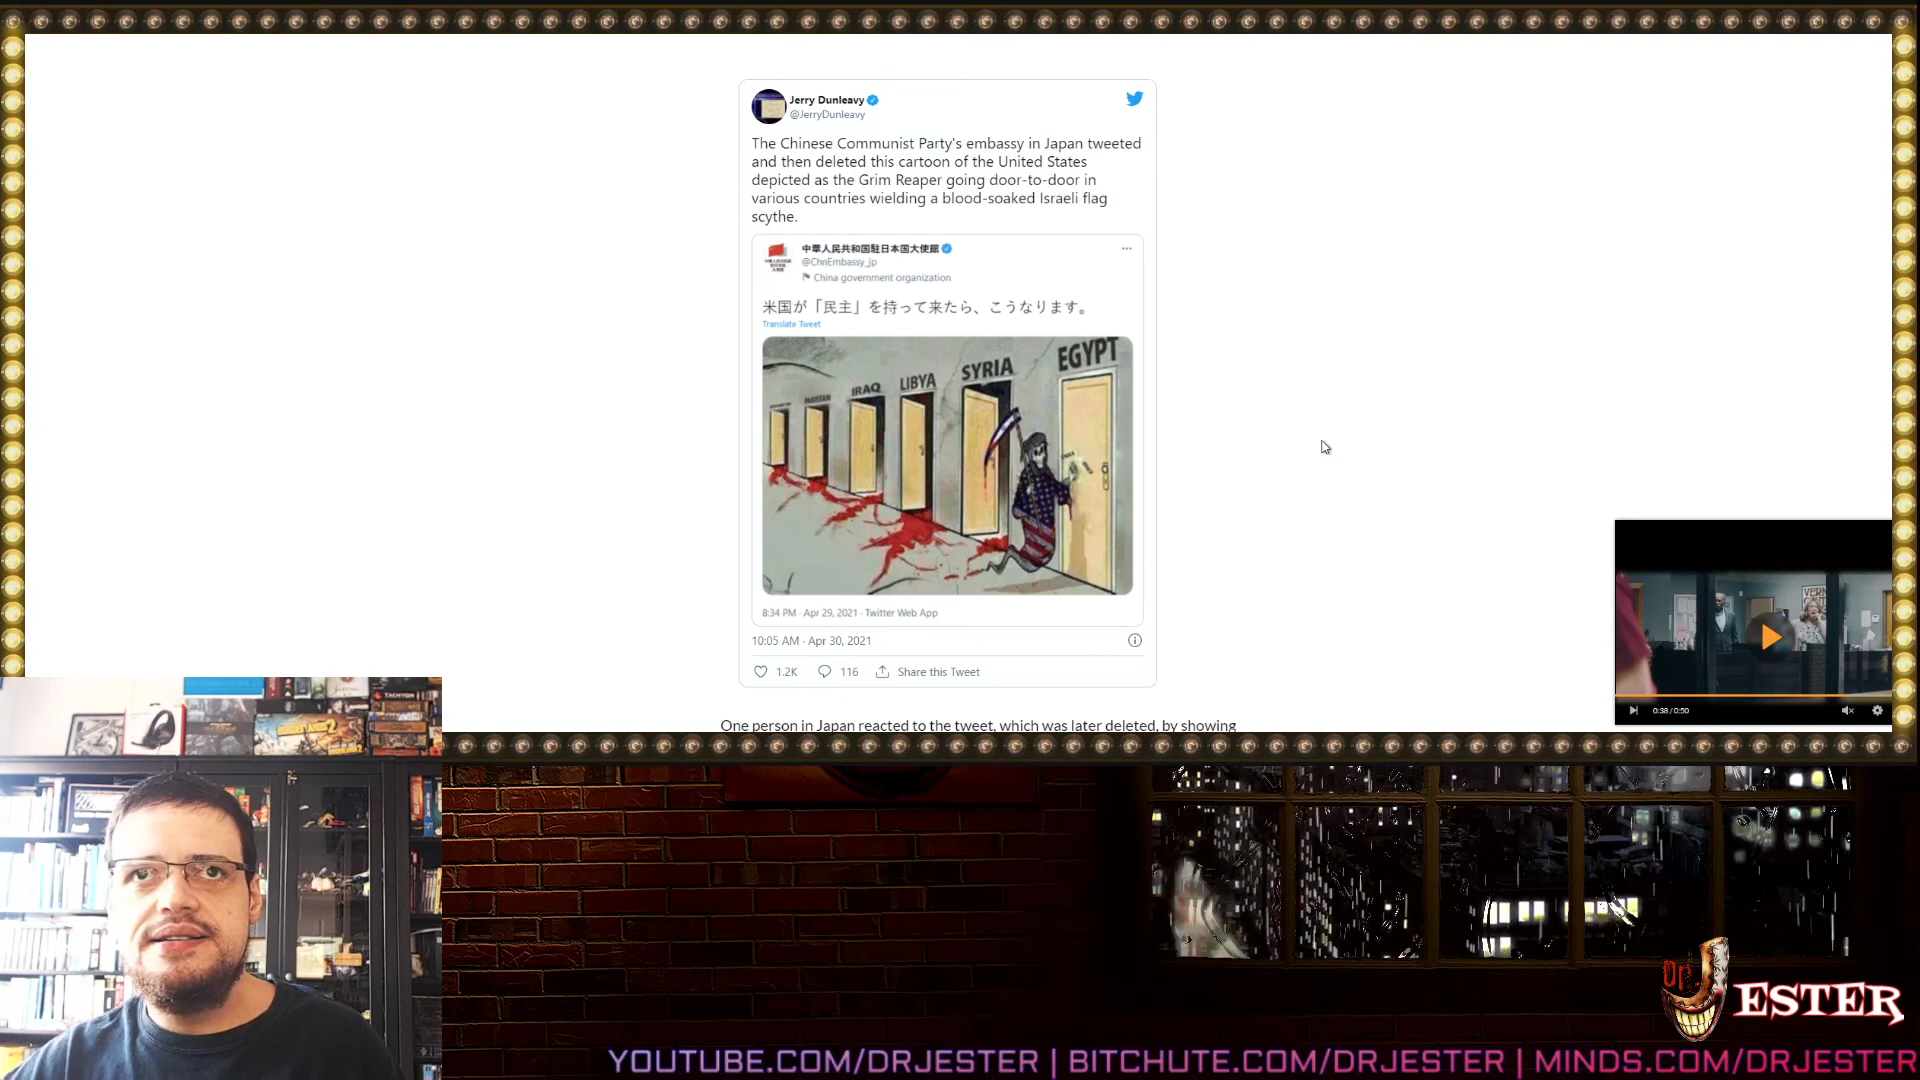 Jerry Dunleavy
@JerryDunleavy
The Chinese Communist Party's embassy in Japan tweeted
and then deleted this cartoon of the United States
depicted as the Grim Reaper going door-to-door in
various countries wielding a blood-soaked Israeli flag
scythe.
中華人民共和国駐日本国大使館
@ChnEmbassy_jp
China government organization
米国が「民主」を持って来たら、こうなります。
Translate Tweet
IRAQ
LIBYA
SYRIA
EGYPT
8:34 PM · Apr 29, 2021 · Twitter Web App
10:05 AM · Apr 30, 2021
1.2K
116
Share this Tweet
One person in Japan reacted to the tweet, which was later deleted, by showing
0:38 / 0:50
BORDERLANDS 2
TACHYON
Dr. JESTER
YOUTUBE.COM/DRJESTER | BITCHUTE.COM/DRJESTER | MINDS.COM/DRJESTER